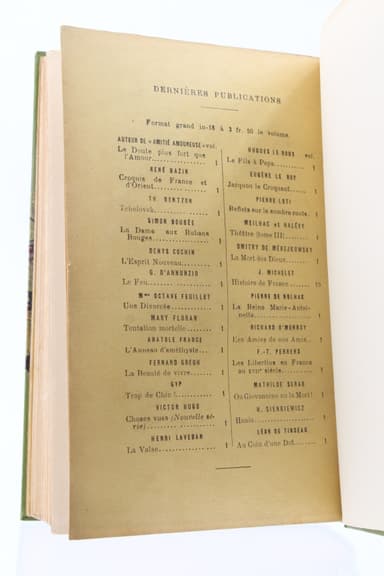 DERNIÈRES PUBLICATIONS
Format grand in-18 à 3 fr. 50 le volume.
AUTEUR DE « AMITIÉ AMOUREUSE » vol.
Le Doute plus fort que
l'Amour 1
RENÉ BAZIN
Croquis de France et
d'Orient 1
TH. BENTZON
Tchelovek 1
SIMON BOUBÉE
La Dame aux Rubans
Rouges 1
DENYS COCHIN
L'Esprit Nouveau 1
G. D'ANNUNZIO
Le Feu 1
Mme OCTAVE FEUILLET
Une Divorcée 1
MARY FLORAN
Tentation mortelle 1
ANATOLE FRANCE
L'Anneau d'améthyste 1
FERNAND GREGH
La Beauté de vivre 1
GYP
Trop de Chic ! 1
VICTOR HUGO
Choses vues (Nouvelle sé-
rie) 1
HENRI LAVEDAN
La Valse 1
HUGUES LE ROUX vol.
Le Fils à Papa 1
EUGÈNE LE ROY
Jacquou le Croquant 1
PIERRE LOTI
Reflets sur la sombre route 1
MEILHAC et HALÉVY
Théâtre (tome III) 1
DMITRY DE MÉREJKOWSKY
La Mort des Dieux 1
J. MICHELET
Histoire de France
PIERRE DE NOLHAC
La Reine Marie-Antoi-
nette 1
RICHARD O'MONROY
Les Amies de nos Amis 1
F.-T. PERRENS
Les Libertins en France
au XVIIe siècle 1
MATHILDE SERAO
Où Giovannino ou la Mort ! 1
H. SIENKIEWICZ
Hania 1
LÉON DE TINSEAU
Au Coin d'une Dot 1